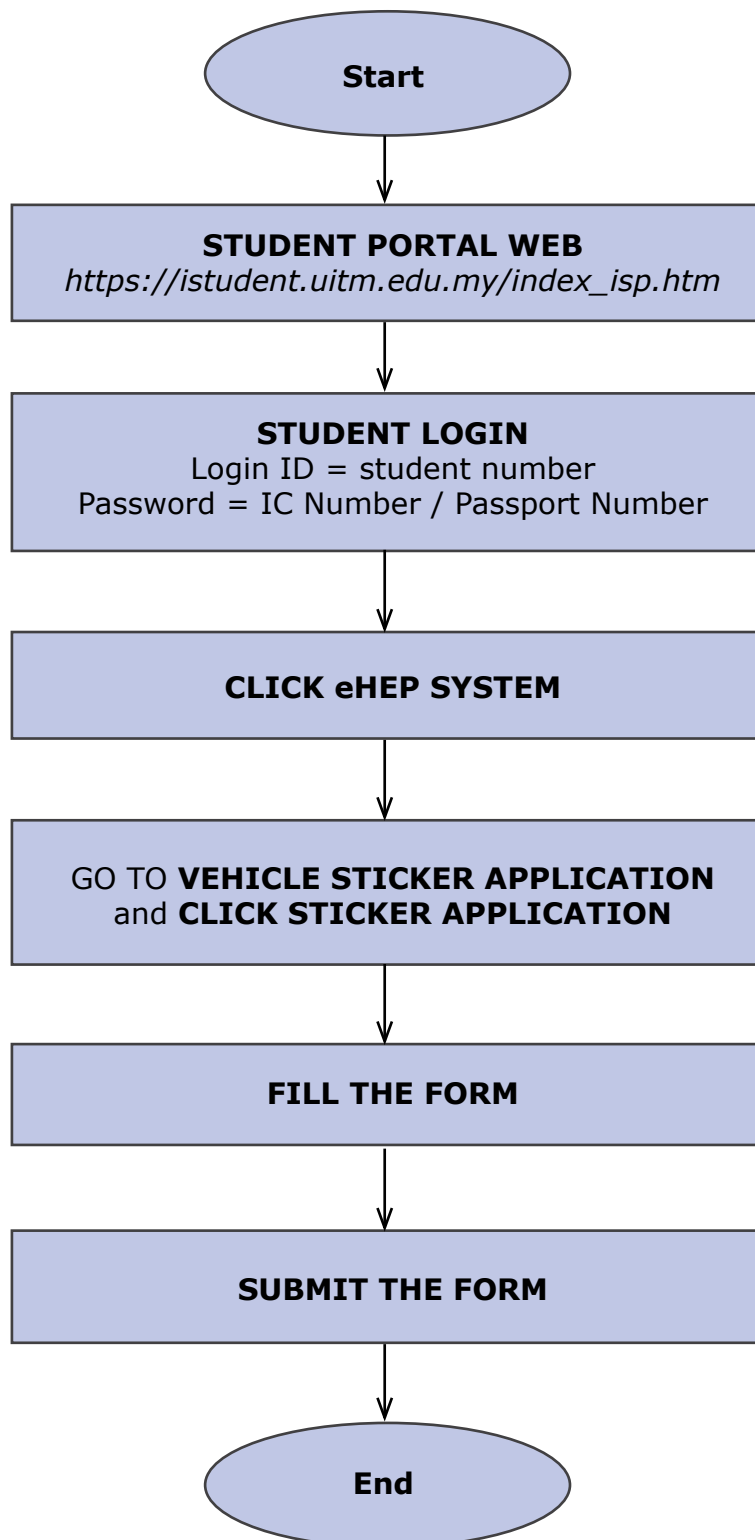 Start
STUDENT PORTAL WEB
https://istudent.uitm.edu.my/index_isp.htm
STUDENT LOGIN
Login ID = student number
Password = IC Number / Passport Number
CLICK eHEP SYSTEM
GO TO VEHICLE STICKER APPLICATION
and CLICK STICKER APPLICATION
FILL THE FORM
SUBMIT THE FORM
End